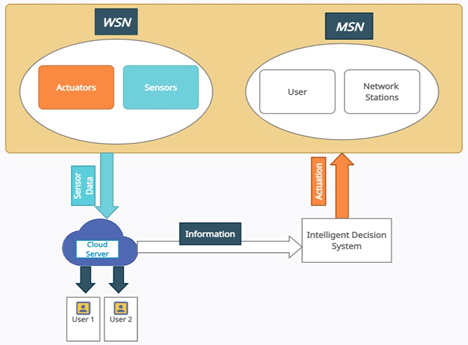 WSN
MSN
Actuators
Sensors
User
Network
Stations
Sensor
Data
Actuation
Cloud
Server
Information
Intelligent Decision
System
User 1
User 2